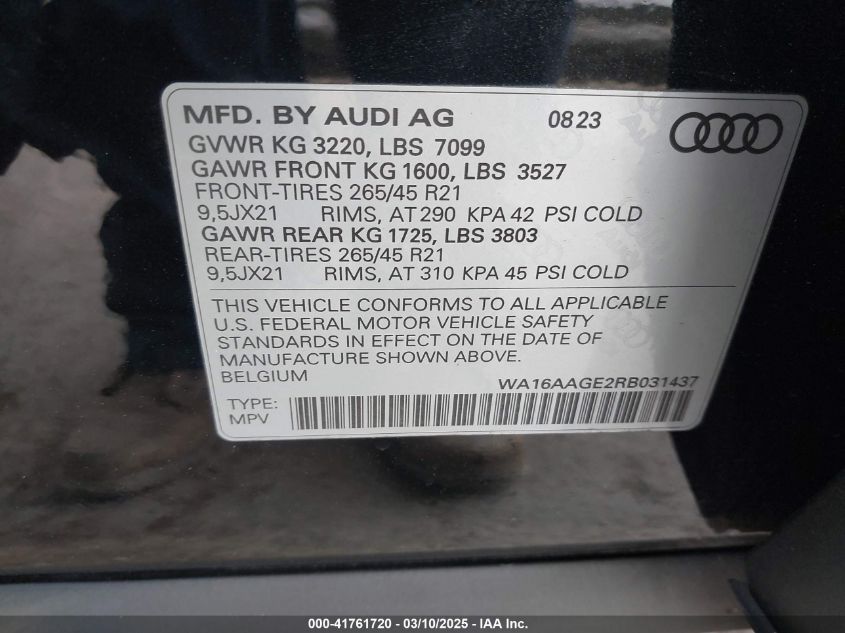 MFD. BY AUDI AG 08 23
GVWR KG 3220, LBS 7099
GAWR FRONT KG 1600, LBS 3527
FRONT-TIRES 265/45 R21
9,5JX21 RIMS, AT 290 KPA 42 PSI COLD
GAWR REAR KG 1725, LBS 3803
REAR-TIRES 265/45 R21
9,5JX21 RIMS, AT 310 KPA 45 PSI COLD
THIS VEHICLE CONFORMS TO ALL APPLICABLE
U.S. FEDERAL MOTOR VEHICLE SAFETY
STANDARDS IN EFFECT ON THE DATE OF
MANUFACTURE SHOWN ABOVE.
BELGIUM WA16AAGE2RB031437
TYPE:
MPV
000-41761720 — 03/10/2025 — IAA Inc.